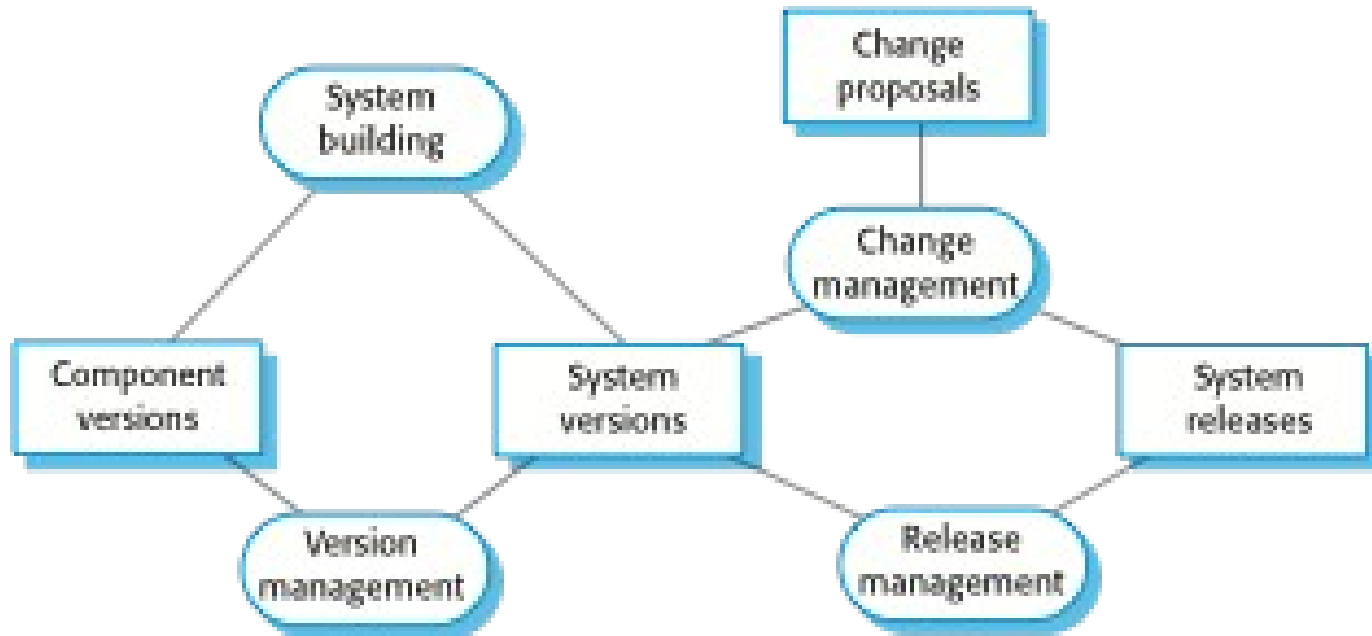 Change
proposals
System
building
Change
management
Component
versions
System
versions
System
releases
Version
management
Release
management